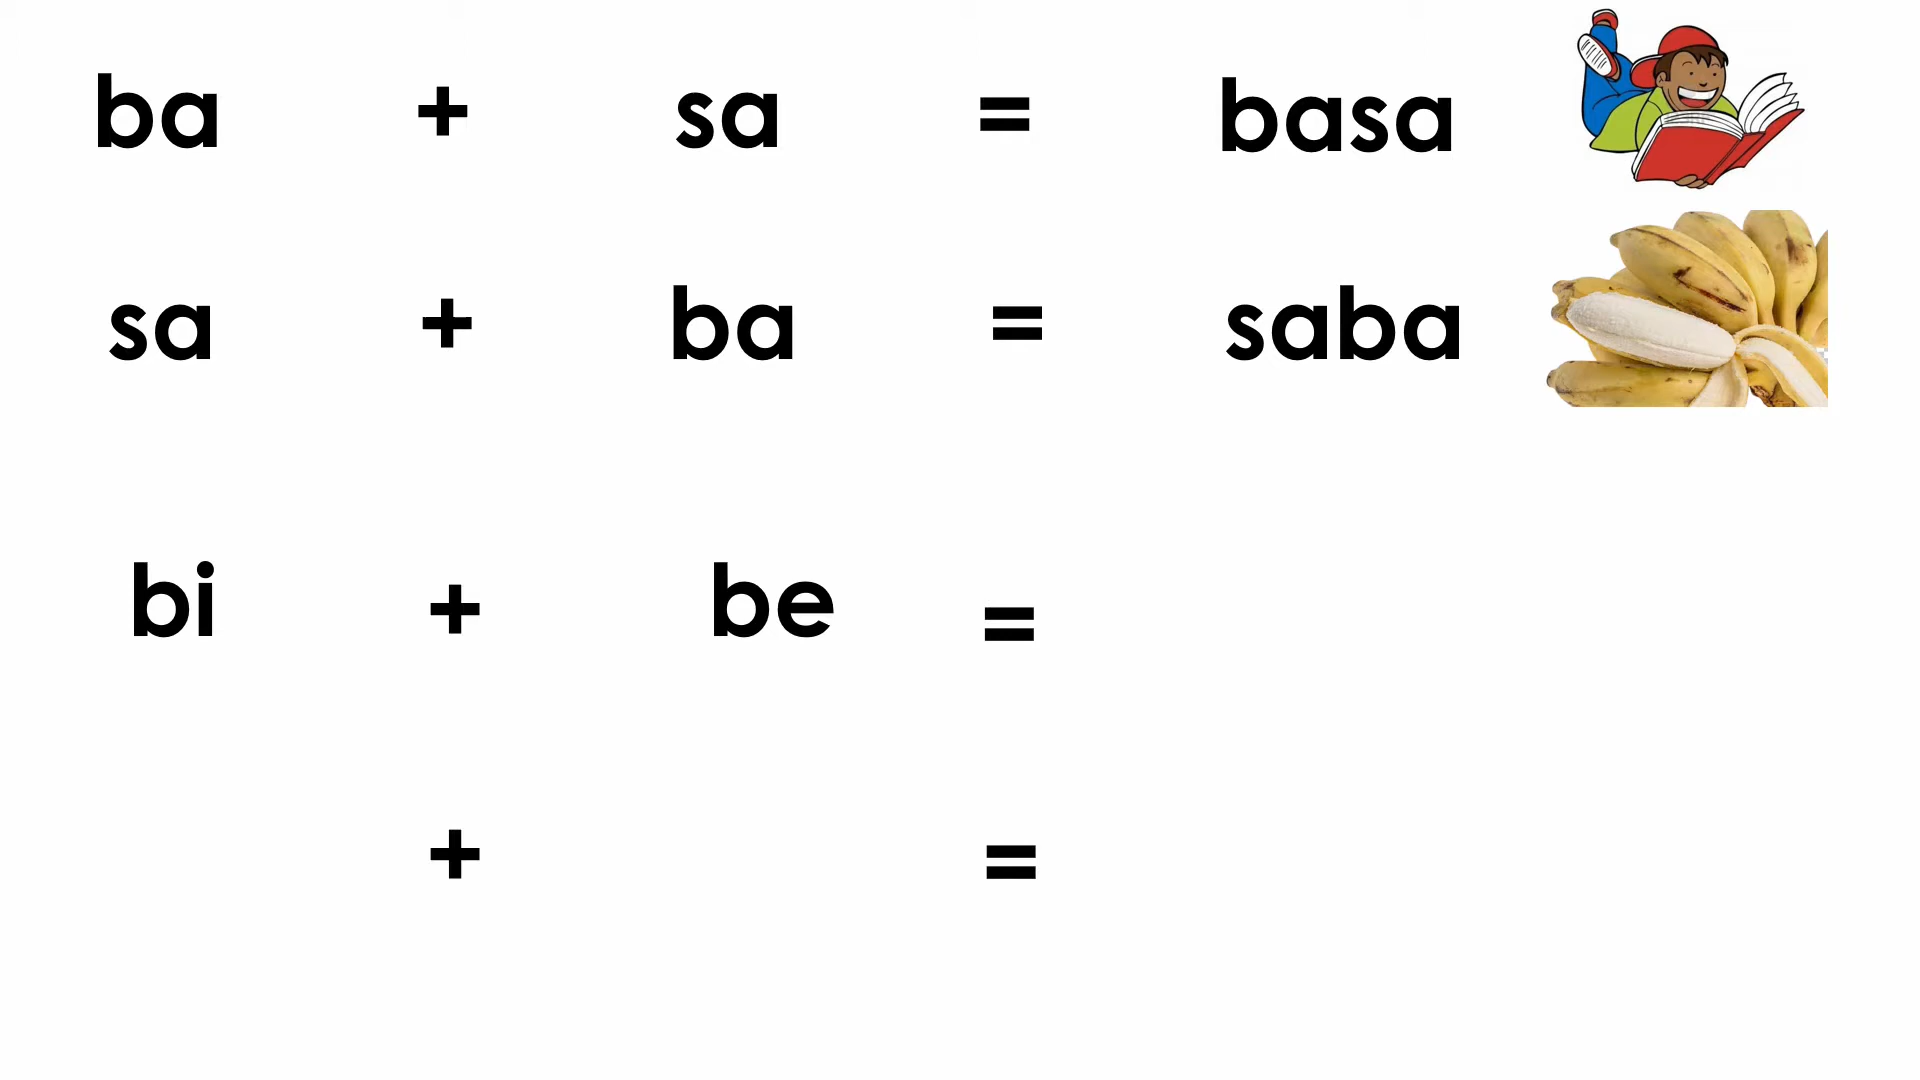 ba + sa = basa
sa + ba = saba
bi + be =
+ =